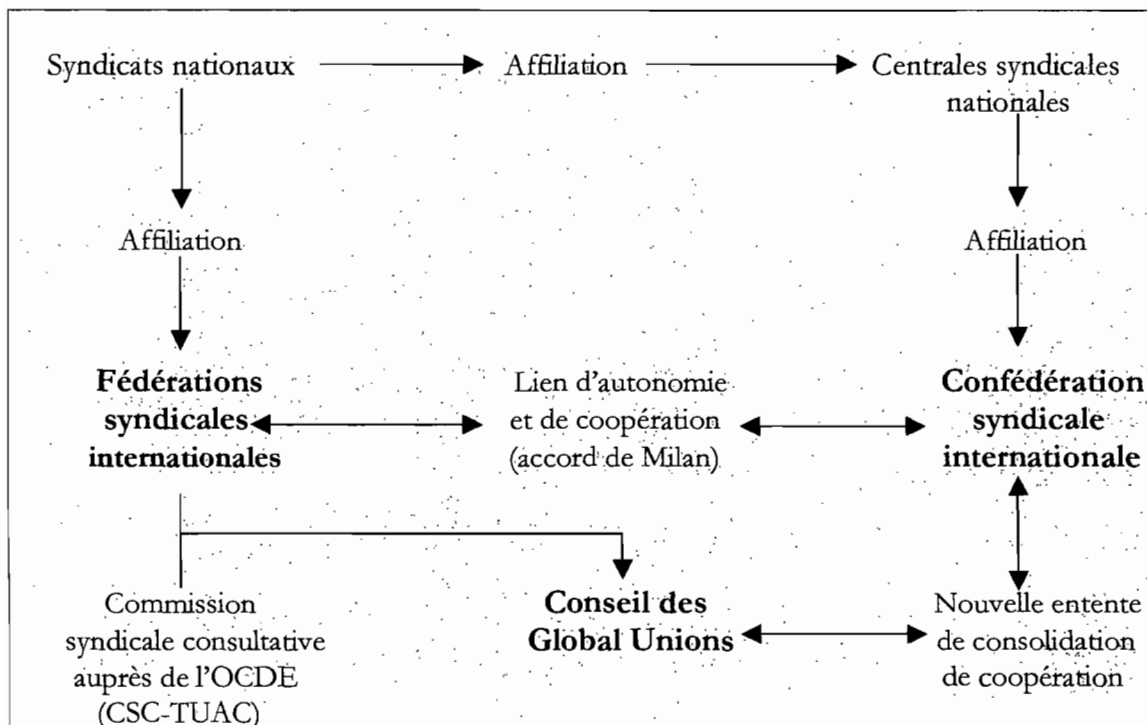 Syndicats nationaux
Affiliation
Centrales syndicales
nationales
Affiliation
Affiliation
Fédérations
syndicales
internationales
Lien d'autonomie
et de coopération
(accord de Milan)
Confédération
syndicale
internationale
Commission
syndicale consultative
auprès de l'OCDE
(CSC-TUAC)
Conseil des
Global Unions
Nouvelle entente
de consolidation
de coopération